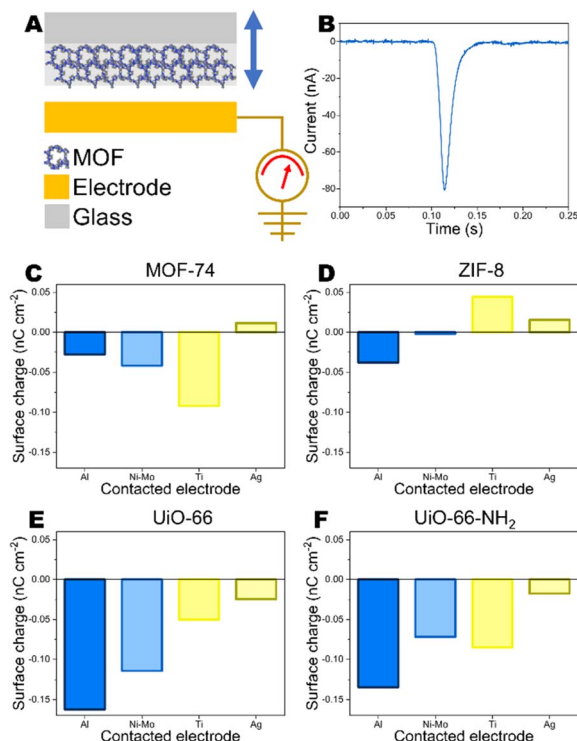 A
MOF
Electrode
Glass
B
Current (nA)
0
-20
-40
-60
-80
0.00 0.05 0.10 0.15 0.20 0.25
Time (s)
C MOF-74
Surface charge (nC cm⁻²)
0.05
0.00
-0.05
-0.10
-0.15
Al Ni-Mo Ti Ag
Contacted electrode
D ZIF-8
Surface charge (nC cm⁻²)
0.05
0.00
-0.05
-0.10
-0.15
Al Ni-Mo Ti Ag
Contacted electrode
E UiO-66
Surface charge (nC cm⁻²)
0.05
0.00
-0.05
-0.10
-0.15
Al Ni-Mo Ti Ag
Contacted electrode
F UiO-66-NH₂
Surface charge (nC cm⁻²)
0.05
0.00
-0.05
-0.10
-0.15
Al Ni-Mo Ti Ag
Contacted electrode